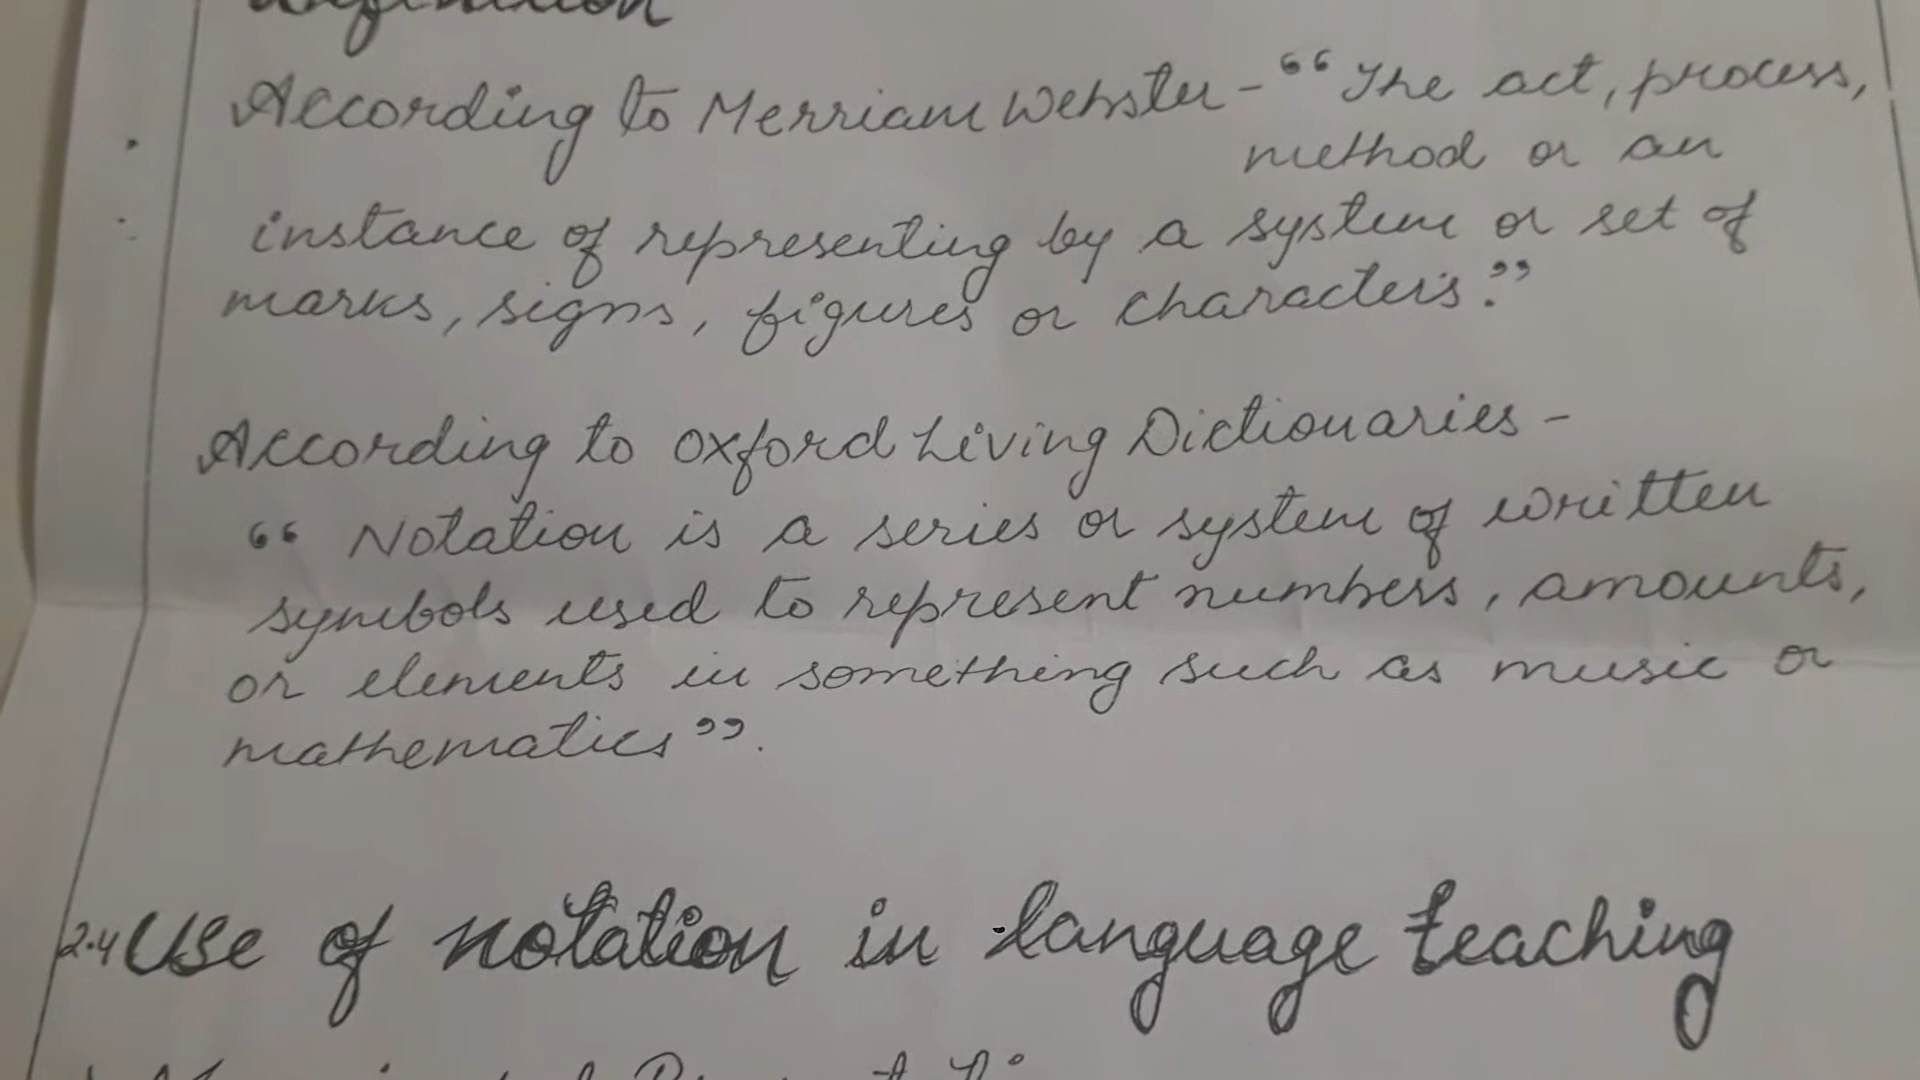 Definition
According to Merriam Webster - “The act, process,
method or an
instance of representing by a system or set of
marks, signs, figures or characters.”
According to Oxford Living Dictionaries -
“Notation is a series or system of written
symbols used to represent numbers, amounts,
or elements in something such as music or
mathematics”.
2.4 Use of notation in language teaching